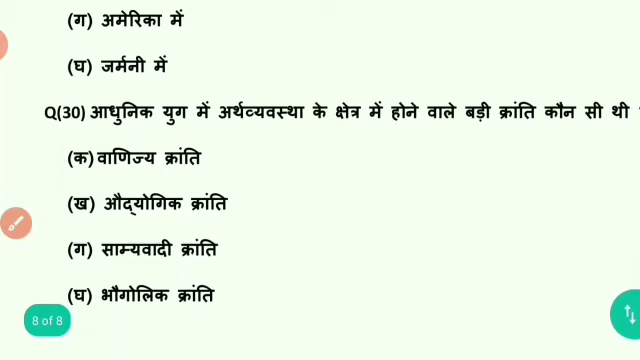 (ग) अमेरिका में
(घ) जर्मनी में
Q(30) आधुनिक युग में अर्थव्यवस्था के क्षेत्र में होने वाले बड़ी क्रांति कौन सी थी
(क) वाणिज्य क्रांति
(ख) औद्योगिक क्रांति
(ग) साम्यवादी क्रांति
(घ) भौगोलिक क्रांति
8 of 8